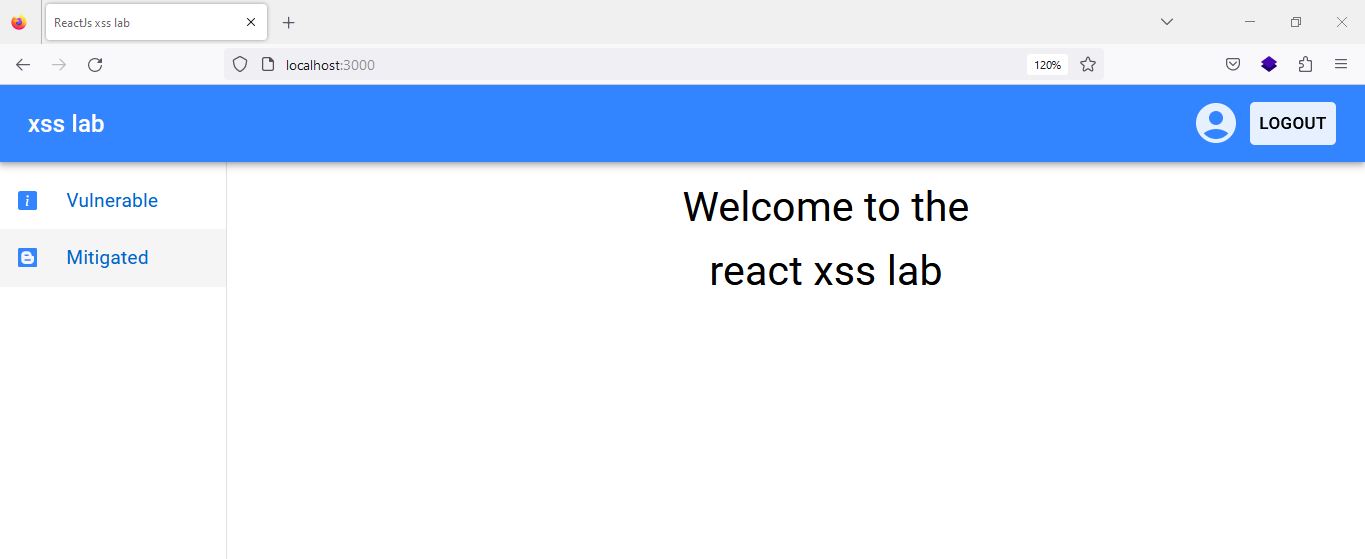 ReactJs xss lab
localhost:3000
120%
xss lab
LOGOUT
Vulnerable
Mitigated
Welcome to the
react xss lab